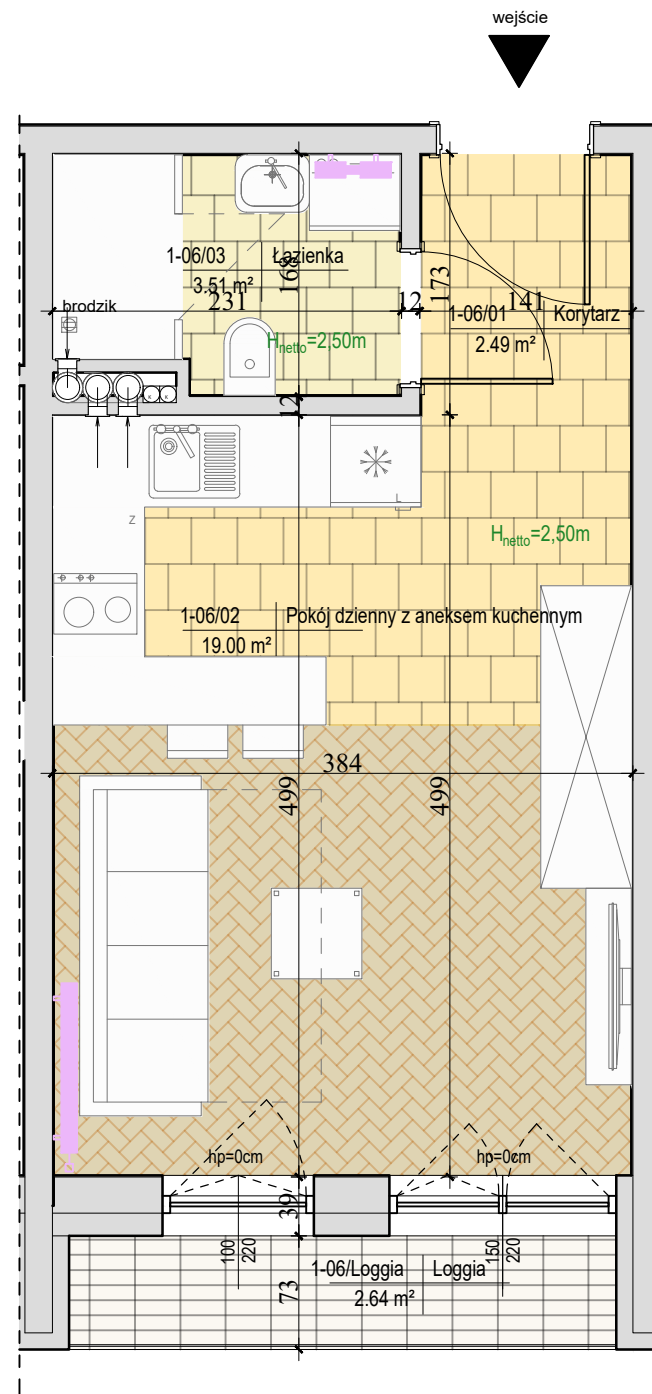 wejście
1-06/03 Łazienka
3.51 m²
168
231
12
173
141
brodzik
1-06/01 Korytarz
2.49 m²
Hnetto=2,50m
12
K K
Z
L
Hnetto=2,50m
1-06/02 Pokój dzienny z aneksem kuchennym
19.00 m²
384
499
499
hp=0cm
hp=0cm
39
100
220
150
220
1-06/Loggia Loggia
2.64 m²
73